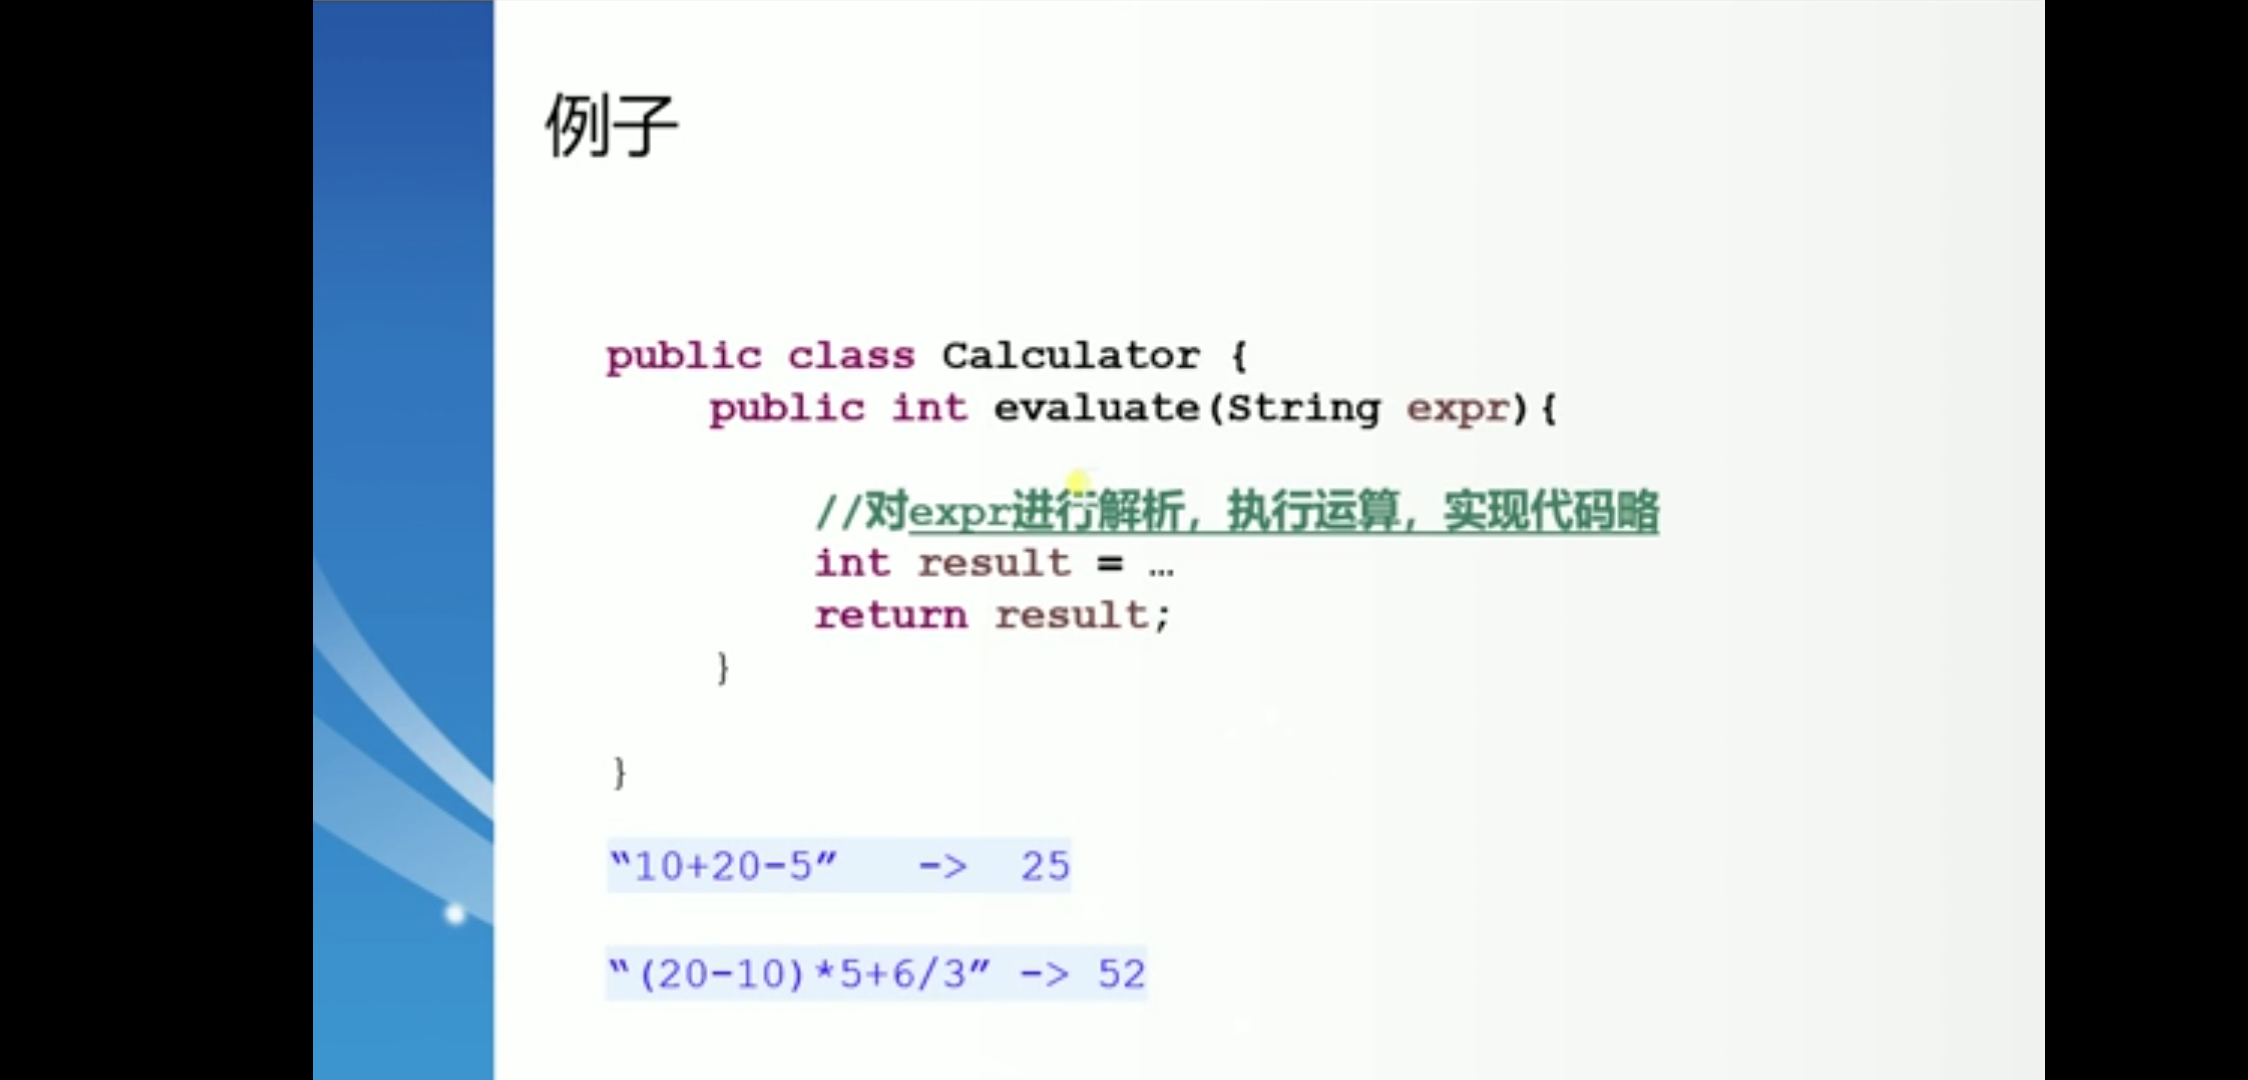 例子
public class Calculator {
public int evaluate(String expr){
//对expr进行解析，执行运算，实现代码略
int result = …
return result;
}
}
“10+20-5” -> 25
“(20-10)*5+6/3” -> 52